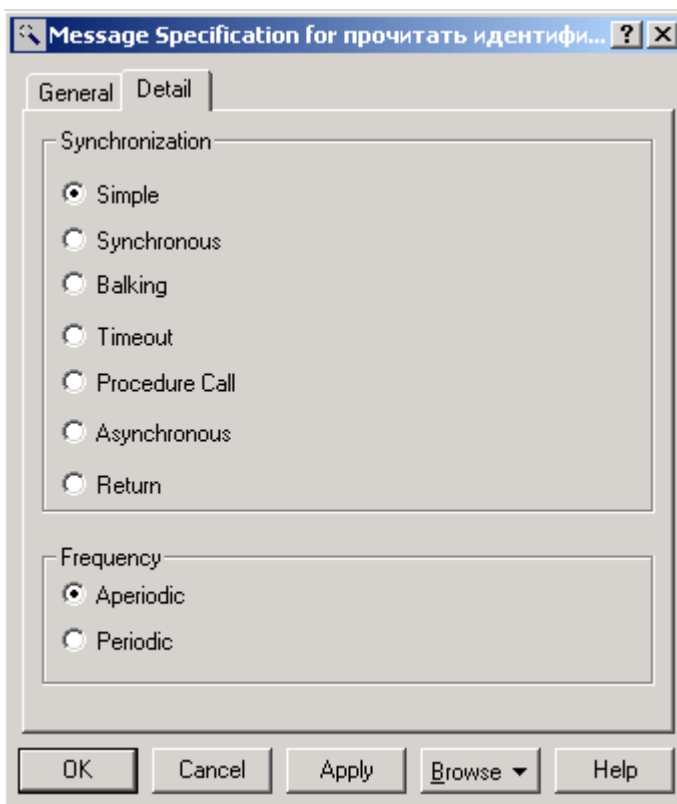 Message Specification for прочитать идентифи...
General Detail
Synchronization
Simple
Synchronous
Balking
Timeout
Procedure Call
Asynchronous
Return
Frequency
Aperiodic
Periodic
OK Cancel Apply Browse Help